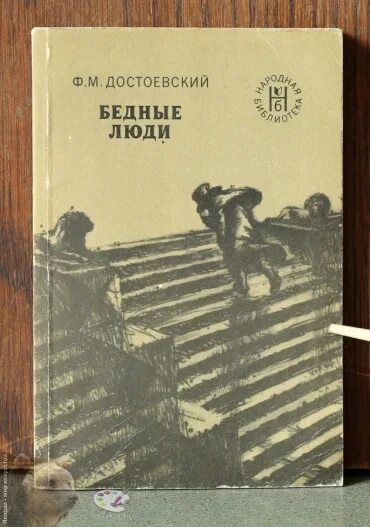 Ф.М. ДОСТОЕВСКИЙ
БЕДНЫЕ
ЛЮДИ
НАРОДНАЯ
БИБЛИОТЕКА
Н
б